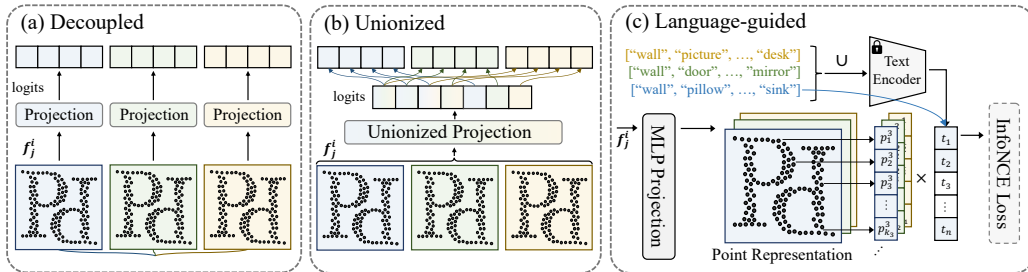 (a) Decoupled
logits
Projection
Projection
Projection
f_j^i
(b) Unionized
logits
Unionized Projection
f_j^i
(c) Language-guided
["wall", "picture", …, "desk"]
["wall", "door", …, "mirror"]
["wall", "pillow", …, "sink"]
∪
Text
Encoder
f_j^i
MLP Projection
Point Representation
p_1^3
p_2^3
p_3^3
⋮
p_{K_3}^3
×
t_1
t_2
t_3
⋮
t_n
InfoNCE Loss